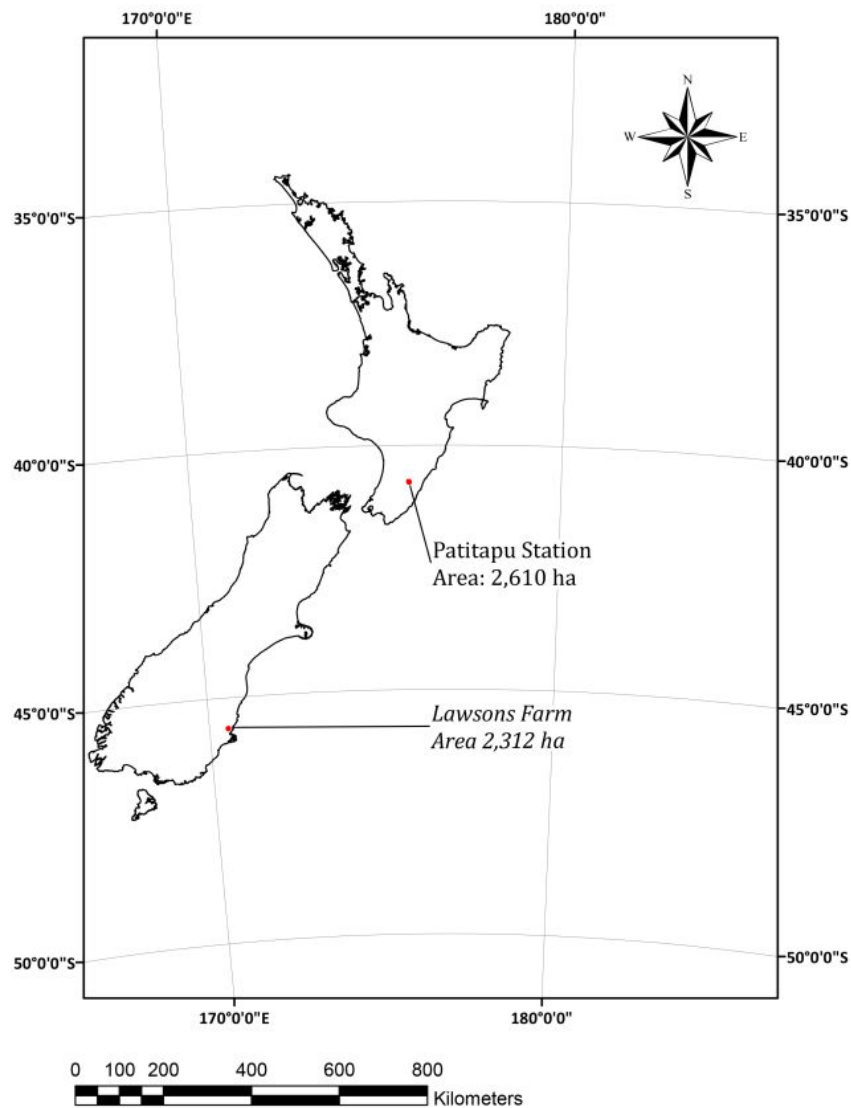 170°0'0"E 180°0'0"
N
W E
S
35°0'0"S 35°0'0"S
40°0'0"S 40°0'0"S
Patitapu Station
Area: 2,610 ha
45°0'0"S 45°0'0"S
Lawsons Farm
Area 2,312 ha
50°0'0"S 50°0'0"S
170°0'0"E 180°0'0"
0 100 200 400 600 800
Kilometers